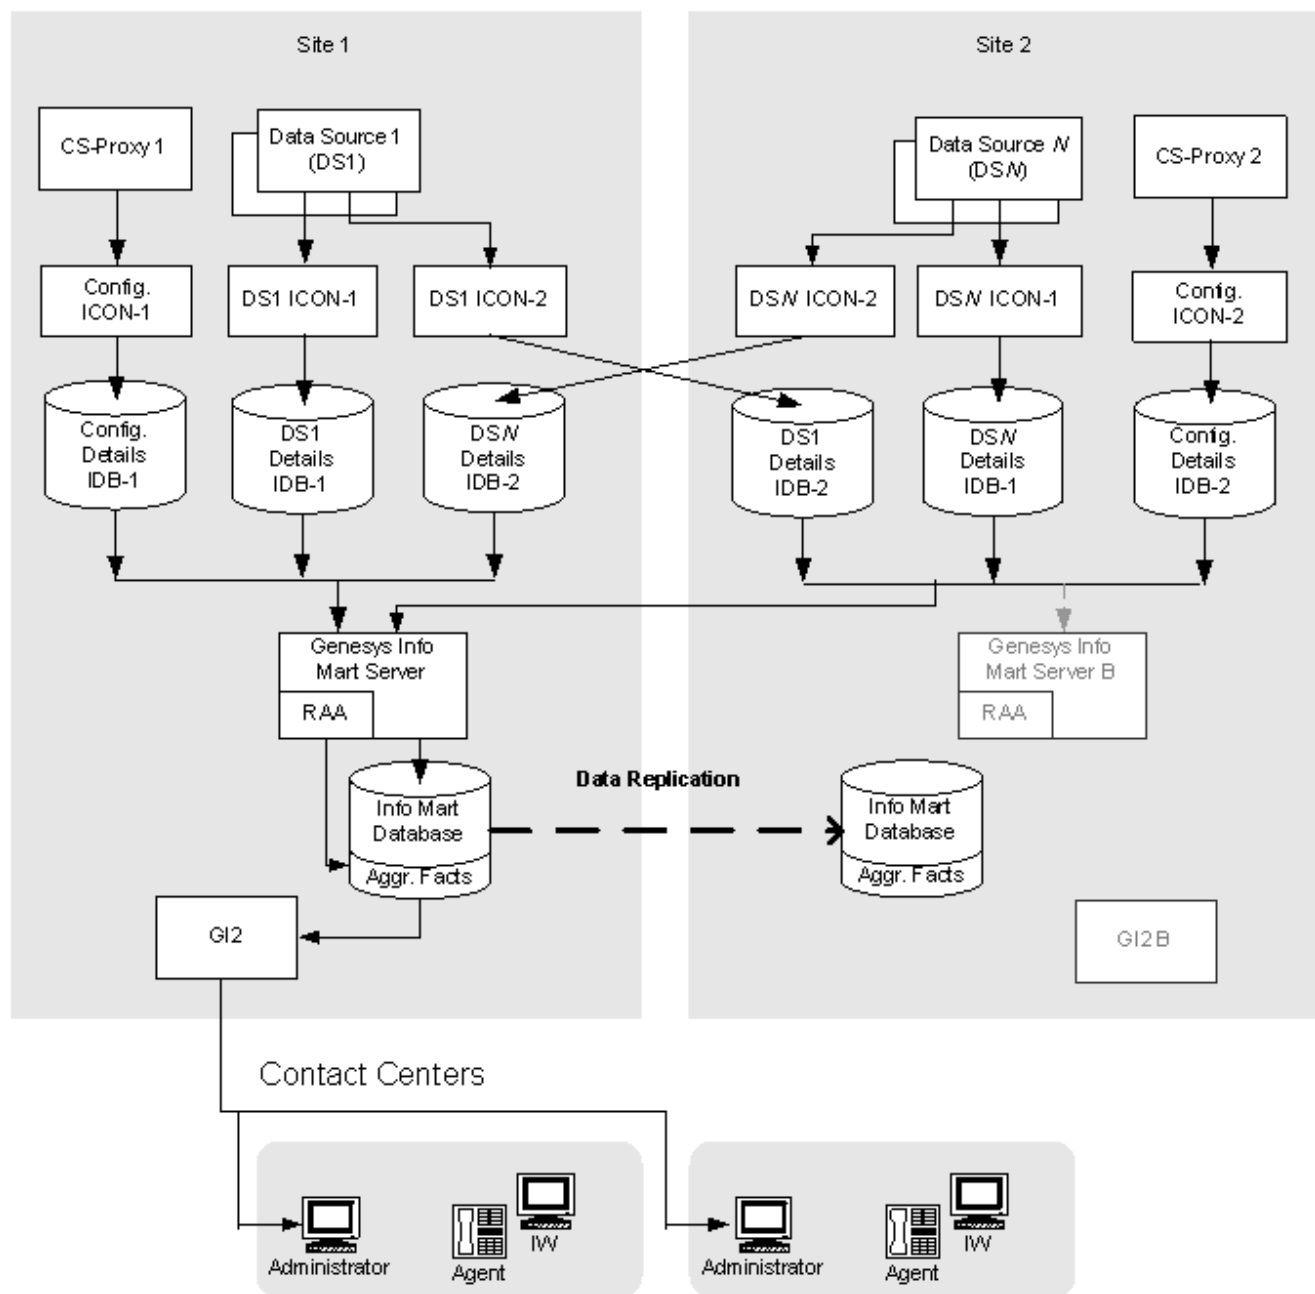 Site 1
Site 2
CS-Proxy 1
Data Source 1
(DS1)
Data Source N
(DSN)
CS-Proxy 2
Config.
ICON-1
DS1 ICON-1
DS1 ICON-2
DSN ICON-2
DSN ICON-1
Config.
ICON-2
Config.
Details
IDB-1
DS1
Details
IDB-1
DSN
Details
IDB-2
DS1
Details
IDB-2
DSN
Details
IDB-1
Config.
Details
IDB-2
Genesys Info
Mart Server
RAA
Genesys Info
Mart Server B
RAA
Data Replication
Info Mart
Database
Aggr. Facts
Info Mart
Database
Aggr. Facts
GI2
GI2 B
Contact Centers
Administrator
Agent
IW
Administrator
Agent
IW